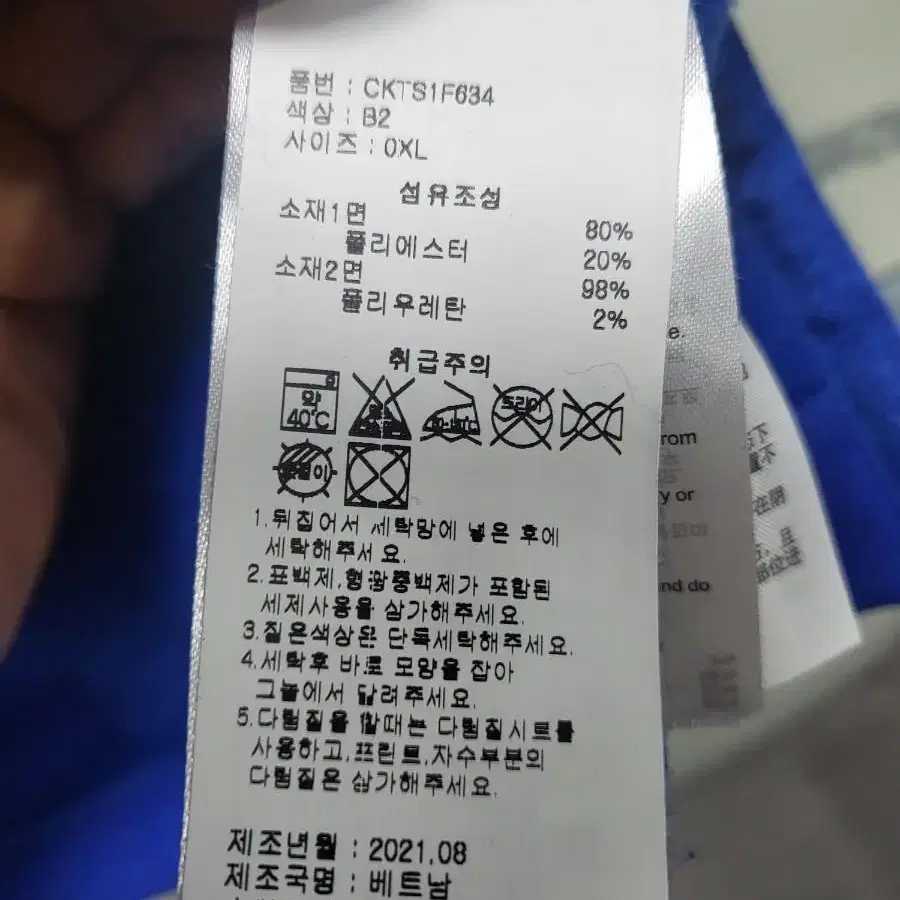 품번 : CKTS1F634
색상 : B2
사이즈 : 0XL
섬유조성
소재1면 80%
폴리에스터 20%
소재2면 98%
폴리우레탄 2%
취급주의
약 40℃
드라이
1.뒤집어서 세탁망에 넣은 후에
세탁해주세요.
2.표백제,형광증백제가 포함된
세제사용을 삼가해주세요.
3.짙은색상은 단독세탁해주세요.
4.세탁후 바로 모양을 잡아
그늘에서 말려주세요.
5.다림질을 할때는 다림질시트를
사용하고,프린트,자수부분의
다림질은 삼가해주세요.
제조년월 : 2021.08
제조국명 : 베트남
e.
rom
y or
nd do